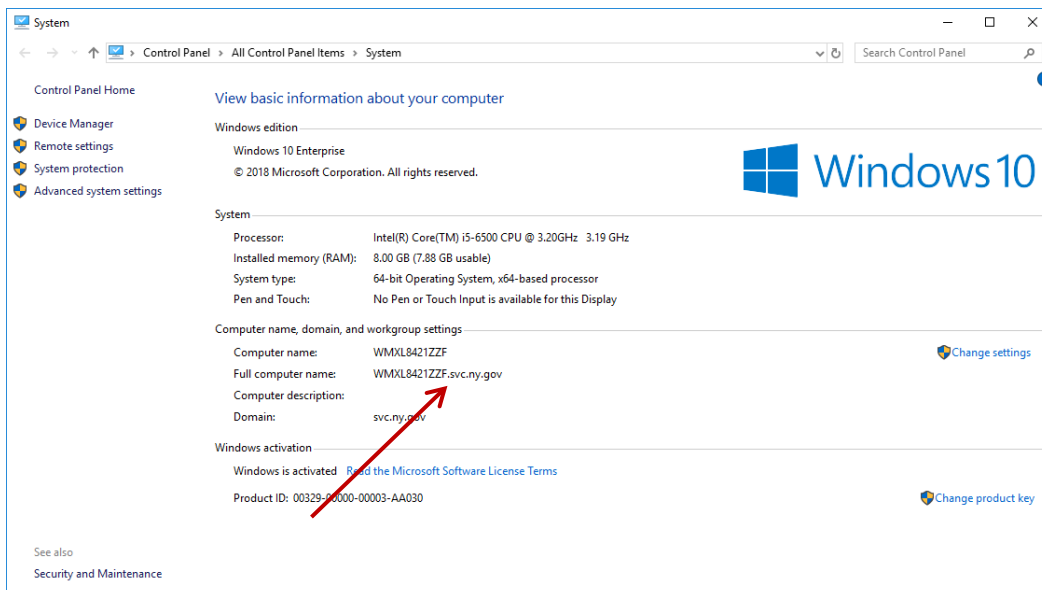 System
Control Panel > All Control Panel Items > System
Search Control Panel
Control Panel Home
Device Manager
Remote settings
System protection
Advanced system settings
View basic information about your computer
Windows edition
Windows 10 Enterprise
© 2018 Microsoft Corporation. All rights reserved.
Windows 10
System
Processor: Intel(R) Core(TM) i5-6500 CPU @ 3.20GHz 3.19 GHz
Installed memory (RAM): 8.00 GB (7.88 GB usable)
System type: 64-bit Operating System, x64-based processor
Pen and Touch: No Pen or Touch Input is available for this Display
Computer name, domain, and workgroup settings
Computer name: WMXL8421ZZF
Change settings
Full computer name: WMXL8421ZZF.svc.ny.gov
Computer description:
Domain: svc.ny.gov
Windows activation
Windows is activated Read the Microsoft Software License Terms
Product ID: 00329-00000-00003-AA030
Change product key
See also
Security and Maintenance